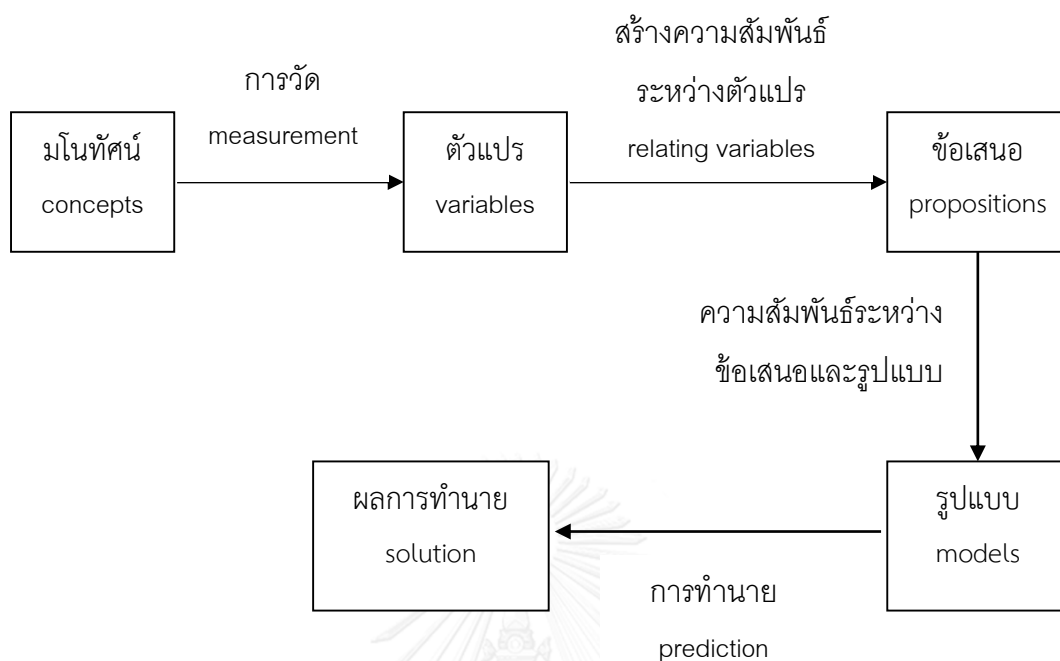 มโนทัศน์
concepts
การวัด
measurement
ตัวแปร
variables
สร้างความสัมพันธ์
ระหว่างตัวแปร
relating variables
ข้อเสนอ
propositions
ความสัมพันธ์ระหว่าง
ข้อเสนอและรูปแบบ
รูปแบบ
models
การทำนาย
prediction
ผลการทำนาย
solution